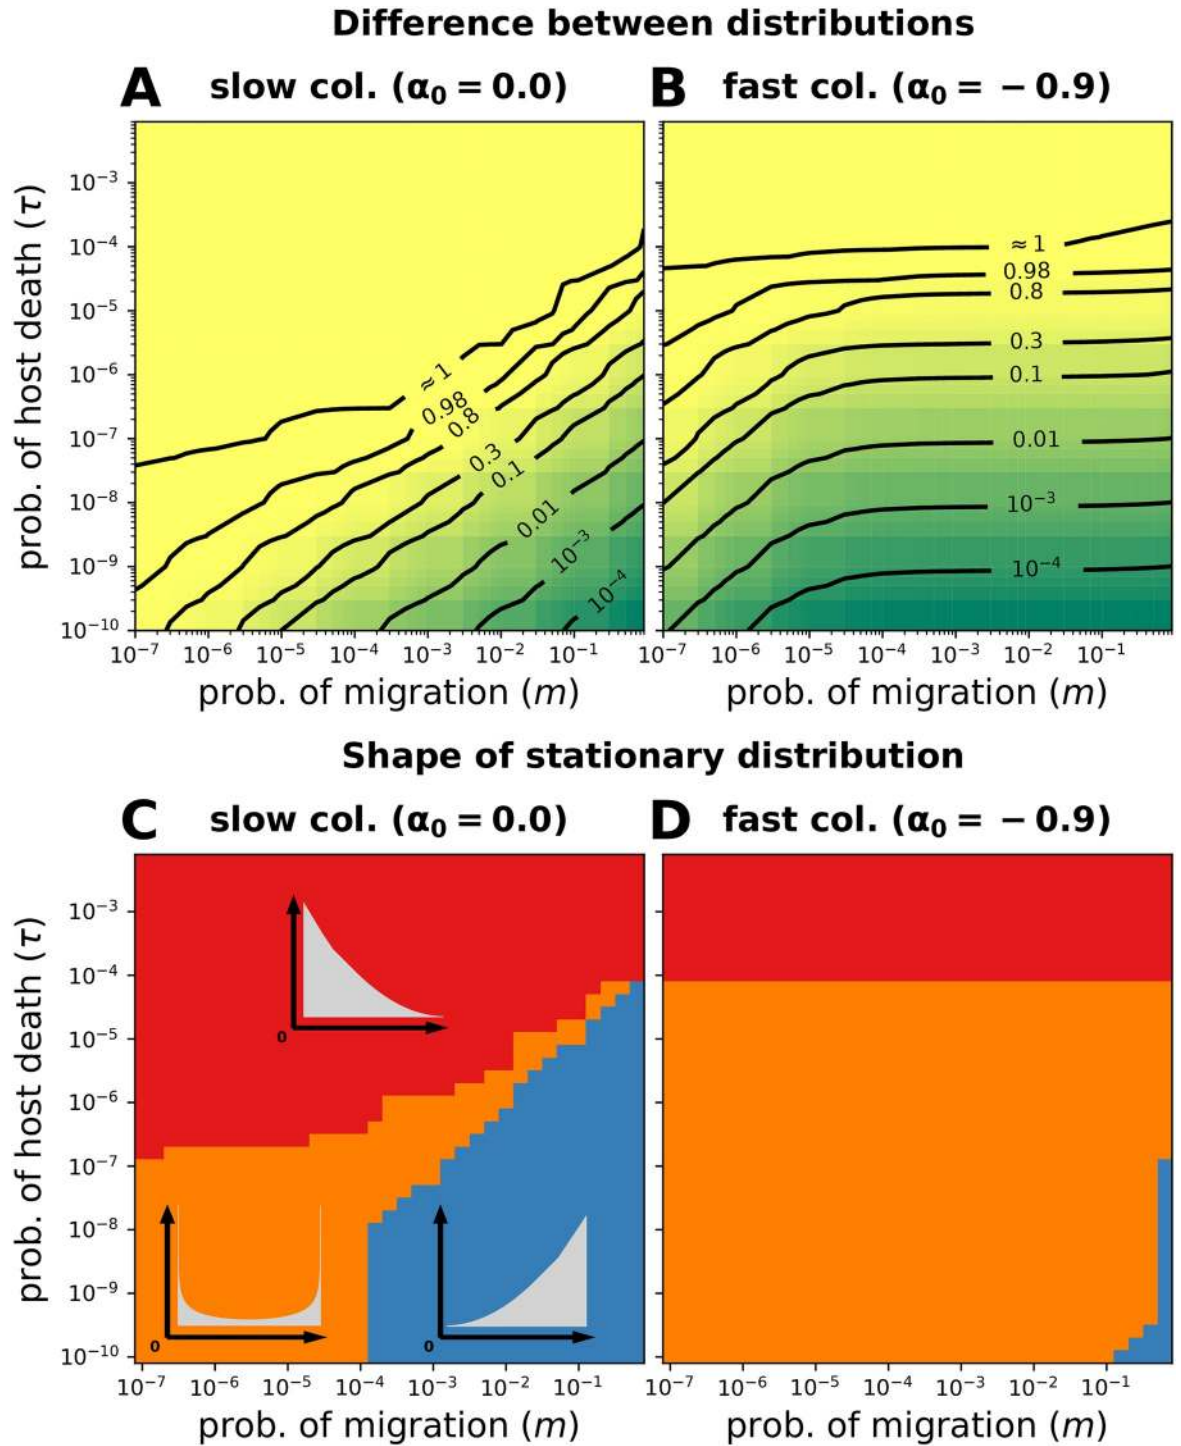 Difference between distributions
A slow col. (α₀ = 0.0)
B fast col. (α₀ = − 0.9)
prob. of host death (τ)
10⁻³
10⁻⁴
10⁻⁵
10⁻⁶
10⁻⁷
10⁻⁸
10⁻⁹
10⁻¹⁰
≈ 1
0.98
0.8
0.3
0.1
0.01
10⁻³
10⁻⁴
≈ 1
0.98
0.8
0.3
0.1
0.01
10⁻³
10⁻⁴
10⁻⁷ 10⁻⁶ 10⁻⁵ 10⁻⁴ 10⁻³ 10⁻² 10⁻¹
10⁻⁷ 10⁻⁶ 10⁻⁵ 10⁻⁴ 10⁻³ 10⁻² 10⁻¹
prob. of migration (m)
prob. of migration (m)
Shape of stationary distribution
C slow col. (α₀ = 0.0)
D fast col. (α₀ = − 0.9)
prob. of host death (τ)
10⁻³
10⁻⁴
10⁻⁵
10⁻⁶
10⁻⁷
10⁻⁸
10⁻⁹
10⁻¹⁰
0
0
0
10⁻⁷ 10⁻⁶ 10⁻⁵ 10⁻⁴ 10⁻³ 10⁻² 10⁻¹
10⁻⁷ 10⁻⁶ 10⁻⁵ 10⁻⁴ 10⁻³ 10⁻² 10⁻¹
prob. of migration (m)
prob. of migration (m)